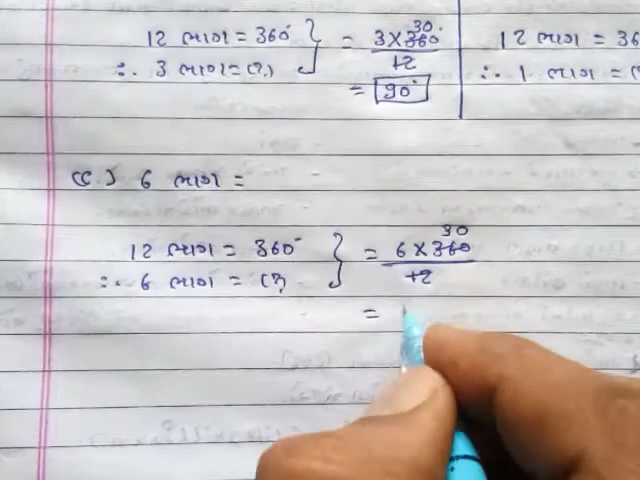 12 ભાગ = 360° } = 3 × 360° / 12
30
∴ 3 ભાગ = (?)
= 90°
12 ભાગ = 36
∴ 1 ભાગ = (?
(C.) 6 ભાગ =
12 ભાગ = 360° } = 6 × 360 / 12
30
∴ 6 ભાગ = (?)
=